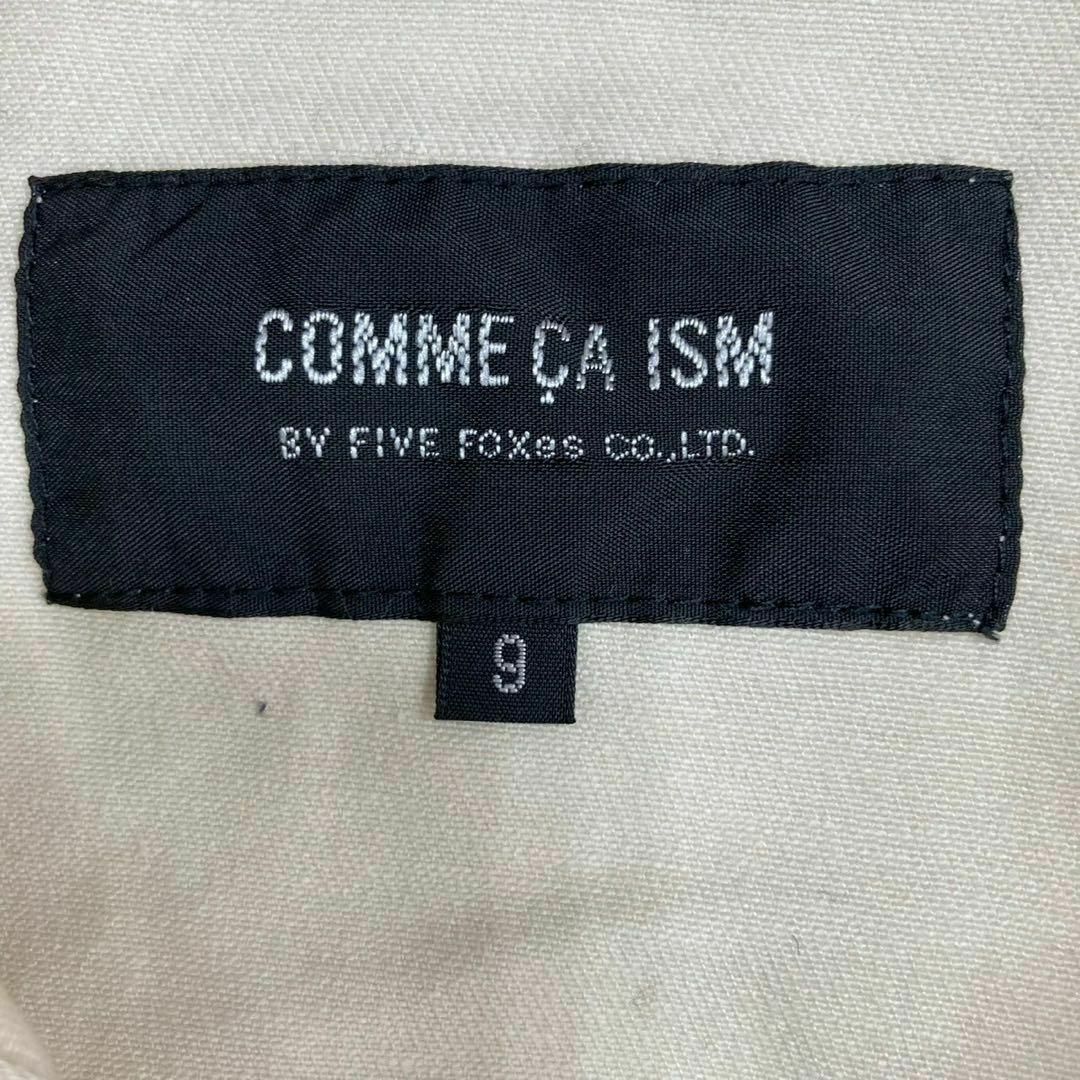 COMME ÇA ISM
BY FIVE FOXes CO.,LTD.
9